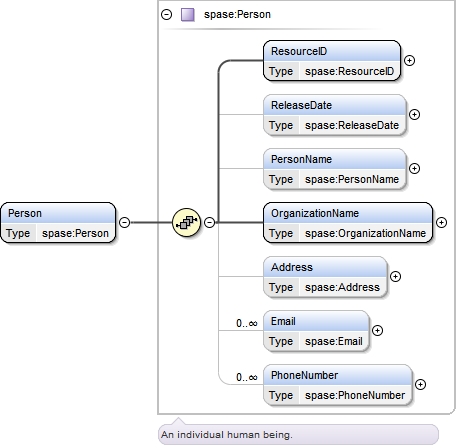 spase:Person
ResourceID
Type spase:ResourceID
ReleaseDate
Type spase:ReleaseDate
PersonName
Type spase:PersonName
Person
Type spase:Person
OrganizationName
Type spase:OrganizationName
Address
Type spase:Address
0..∞
Email
Type spase:Email
0..∞
PhoneNumber
Type spase:PhoneNumber
An individual human being.